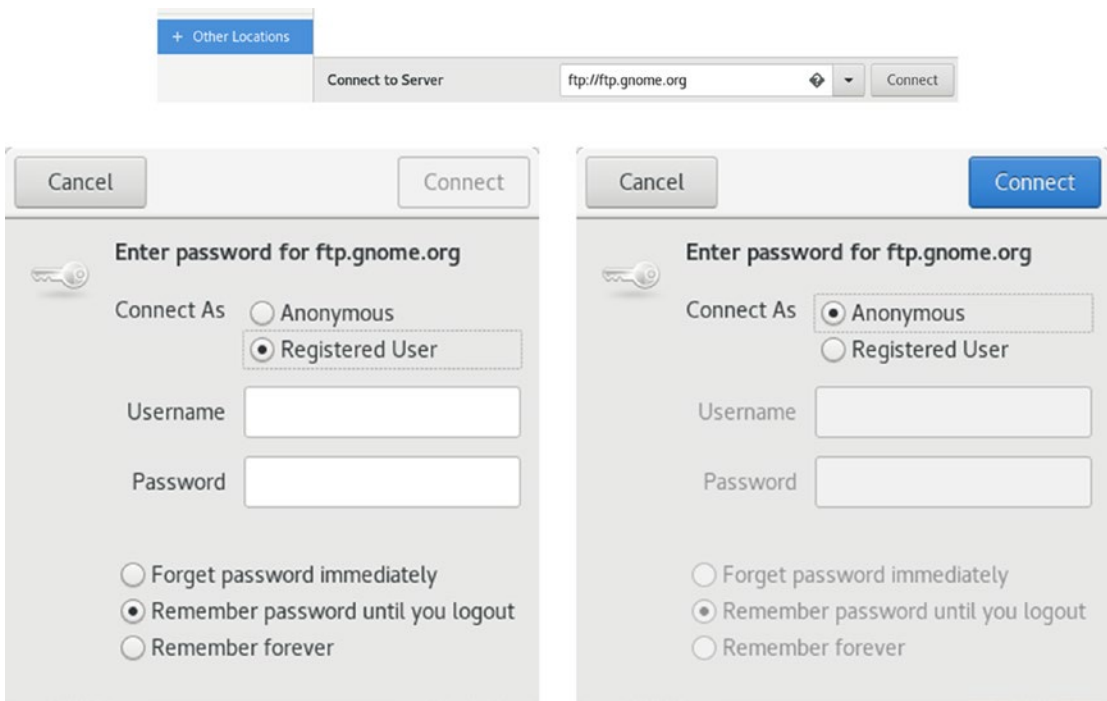 + Other Locations
Connect to Server ftp://ftp.gnome.org Connect
Cancel Connect
Enter password for ftp.gnome.org
Connect As Anonymous
Registered User
Username
Password
Forget password immediately
Remember password until you logout
Remember forever
Cancel Connect
Enter password for ftp.gnome.org
Connect As Anonymous
Registered User
Username
Password
Forget password immediately
Remember password until you logout
Remember forever